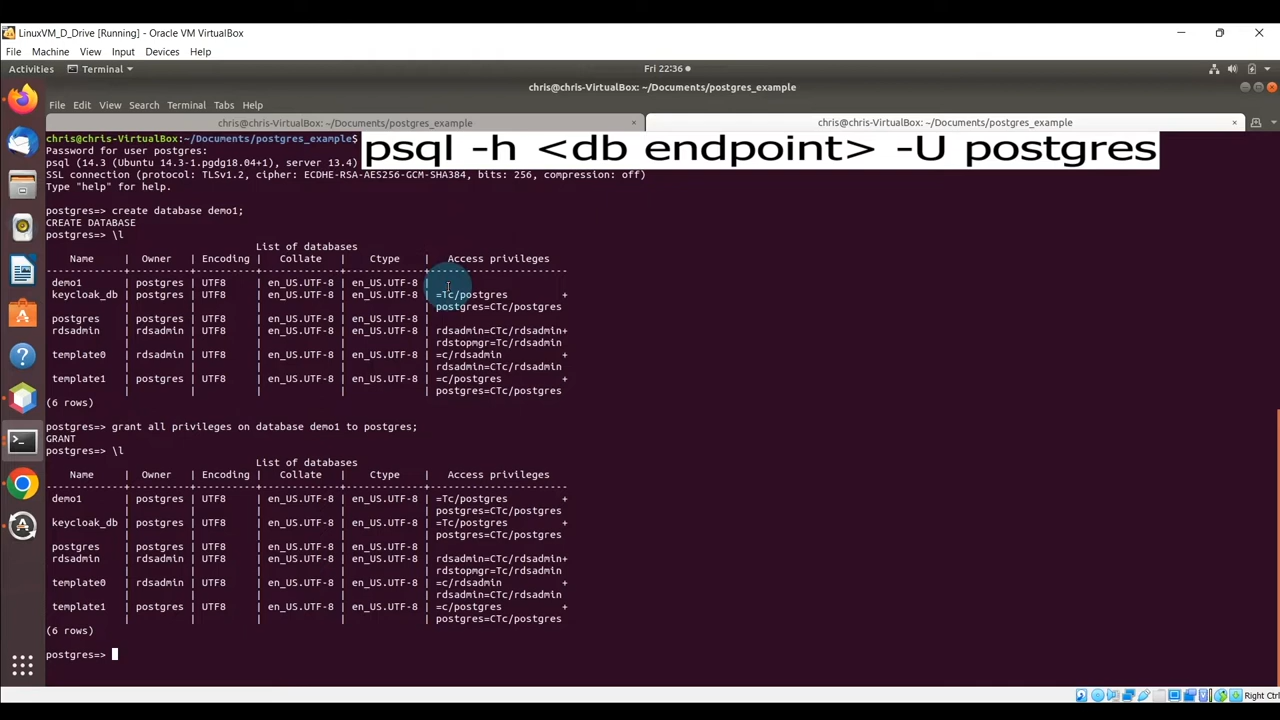 LinuxVM_D_Drive [Running] - Oracle VM VirtualBox
File Machine View Input Devices Help
Activities Terminal Fri 22:36
chris@chris-VirtualBox: ~/Documents/postgres_example
File Edit View Search Terminal Tabs Help
chris@chris-VirtualBox: ~/Documents/postgres_example × chris@chris-VirtualBox: ~/Documents/postgres_example ×
chris@chris-VirtualBox:~/Documents/postgres_example$
psql -h <db endpoint> -U postgres
Password for user postgres:
psql (14.3 (Ubuntu 14.3-1.pgdg18.04+1), server 13.4)
SSL connection (protocol: TLSv1.2, cipher: ECDHE-RSA-AES256-GCM-SHA384, bits: 256, compression: off)
Type "help" for help.
postgres=> create database demo1;
CREATE DATABASE
postgres=> \l
List of databases
Name | Owner | Encoding | Collate | Ctype | Access privileges
-------------+----------+----------+-------------+-------------+-----------------------
demo1 | postgres | UTF8 | en_US.UTF-8 | en_US.UTF-8 |
keycloak_db | postgres | UTF8 | en_US.UTF-8 | en_US.UTF-8 | =Tc/postgres +
| | | | | postgres=CTc/postgres
postgres | postgres | UTF8 | en_US.UTF-8 | en_US.UTF-8 |
rdsadmin | rdsadmin | UTF8 | en_US.UTF-8 | en_US.UTF-8 | rdsadmin=CTc/rdsadmin+
| | | | | rdstopmgr=Tc/rdsadmin
template0 | rdsadmin | UTF8 | en_US.UTF-8 | en_US.UTF-8 | =c/rdsadmin +
| | | | | rdsadmin=CTc/rdsadmin
template1 | postgres | UTF8 | en_US.UTF-8 | en_US.UTF-8 | =c/postgres +
| | | | | postgres=CTc/postgres
(6 rows)
postgres=> grant all privileges on database demo1 to postgres;
GRANT
postgres=> \l
List of databases
Name | Owner | Encoding | Collate | Ctype | Access privileges
-------------+----------+----------+-------------+-------------+-----------------------
demo1 | postgres | UTF8 | en_US.UTF-8 | en_US.UTF-8 | =Tc/postgres +
| | | | | postgres=CTc/postgres
keycloak_db | postgres | UTF8 | en_US.UTF-8 | en_US.UTF-8 | =Tc/postgres +
| | | | | postgres=CTc/postgres
postgres | postgres | UTF8 | en_US.UTF-8 | en_US.UTF-8 |
rdsadmin | rdsadmin | UTF8 | en_US.UTF-8 | en_US.UTF-8 | rdsadmin=CTc/rdsadmin+
| | | | | rdstopmgr=Tc/rdsadmin
template0 | rdsadmin | UTF8 | en_US.UTF-8 | en_US.UTF-8 | =c/rdsadmin +
| | | | | rdsadmin=CTc/rdsadmin
template1 | postgres | UTF8 | en_US.UTF-8 | en_US.UTF-8 | =c/postgres +
| | | | | postgres=CTc/postgres
(6 rows)
postgres=>
Right Ctrl